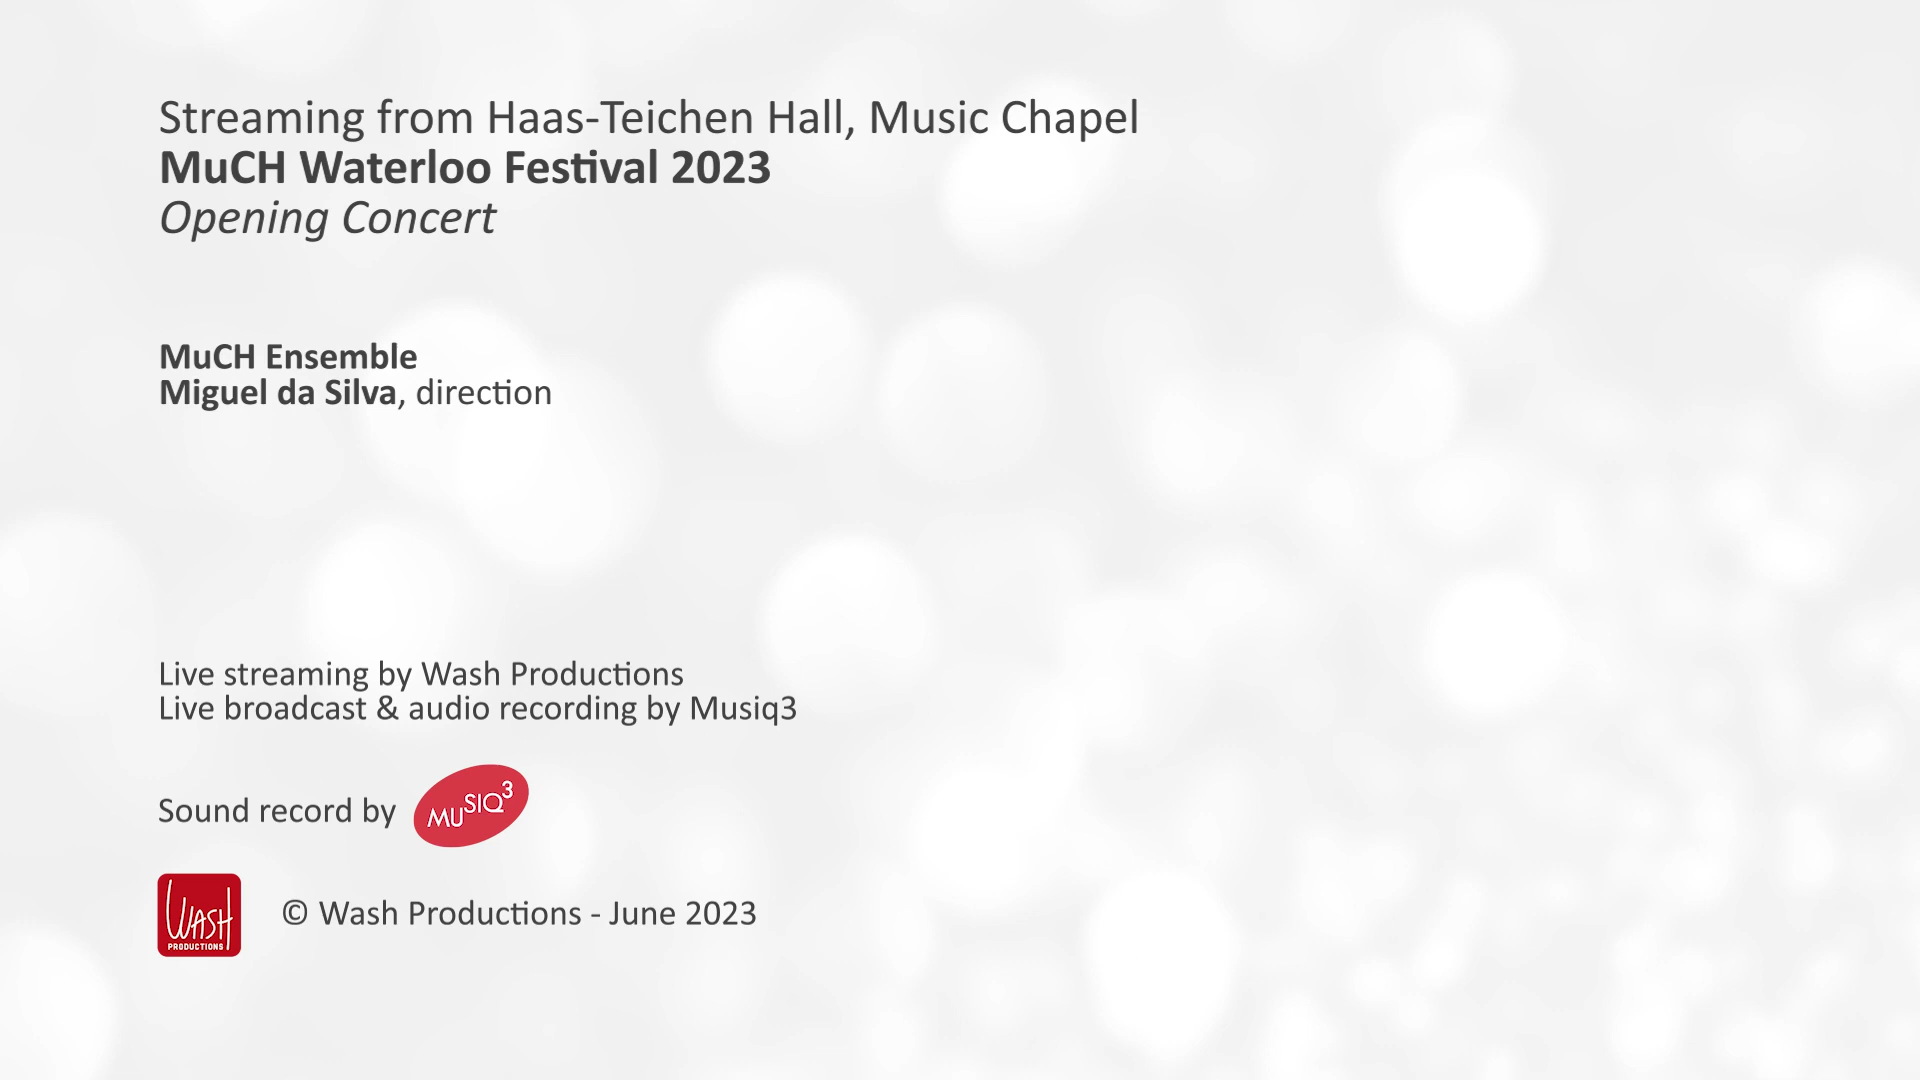 Streaming from Haas-Teichen Hall, Music Chapel
MuCH Waterloo Festival 2023
Opening Concert
MuCH Ensemble
Miguel da Silva, direction
Live streaming by Wash Productions
Live broadcast & audio recording by Musiq3
Sound record by MUSIQ3
WASH
PRODUCTIONS
© Wash Productions - June 2023